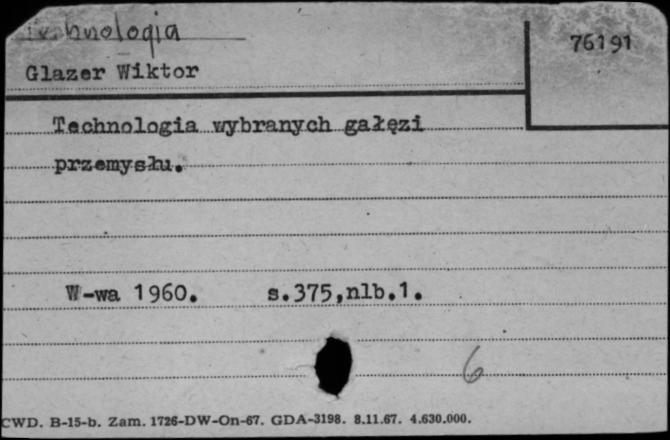 Technologia
76191
Glazer Wiktor
Technologia wybranych gałęzi
przemysłu.
W-wa 1960. s.375,nlb.1.
6
CWD. B-15-b. Zam. 1726-DW-On-67. GDA-3198. 8.11.67. 4.630.000.